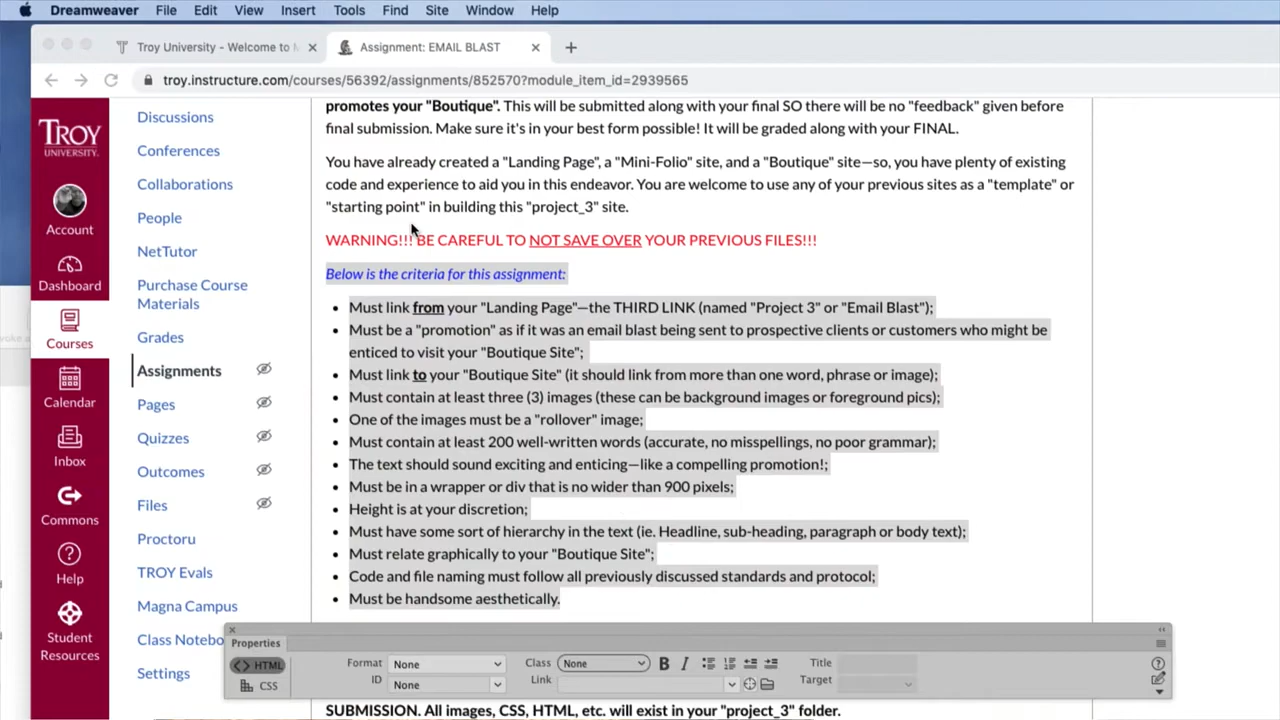 Dreamweaver File Edit View Insert Tools Find Site Window Help
Troy University - Welcome to
Assignment: EMAIL BLAST
troy.instructure.com/courses/56392/assignments/852570?module_item_id=2939565
TROY
UNIVERSITY
Account
Dashboard
Courses
Calendar
Inbox
Commons
Help
Student
Resources
Discussions
Conferences
Collaborations
People
NetTutor
Purchase Course
Materials
Grades
Assignments
Pages
Quizzes
Outcomes
Files
Proctoru
TROY Evals
Magna Campus
Class Notebo
Settings
promotes your "Boutique". This will be submitted along with your final SO there will be no "feedback" given before
final submission. Make sure it's in your best form possible! It will be graded along with your FINAL.
You have already created a "Landing Page", a "Mini-Folio" site, and a "Boutique" site—so, you have plenty of existing
code and experience to aid you in this endeavor. You are welcome to use any of your previous sites as a "template" or
"starting point" in building this "project_3" site.
WARNING!!! BE CAREFUL TO NOT SAVE OVER YOUR PREVIOUS FILES!!!
Below is the criteria for this assignment:
• Must link from your "Landing Page"—the THIRD LINK (named "Project 3" or "Email Blast");
• Must be a "promotion" as if it was an email blast being sent to prospective clients or customers who might be
enticed to visit your "Boutique Site";
• Must link to your "Boutique Site" (it should link from more than one word, phrase or image);
• Must contain at least three (3) images (these can be background images or foreground pics);
• One of the images must be a "rollover" image;
• Must contain at least 200 well-written words (accurate, no misspellings, no poor grammar);
• The text should sound exciting and enticing—like a compelling promotion!;
• Must be in a wrapper or div that is no wider than 900 pixels;
• Height is at your discretion;
• Must have some sort of hierarchy in the text (ie. Headline, sub-heading, paragraph or body text);
• Must relate graphically to your "Boutique Site";
• Code and file naming must follow all previously discussed standards and protocol;
• Must be handsome aesthetically.
Properties
HTML Format None Class None B I Title
CSS ID None Link Target
SUBMISSION. All images, CSS, HTML, etc. will exist in your "project_3" folder.